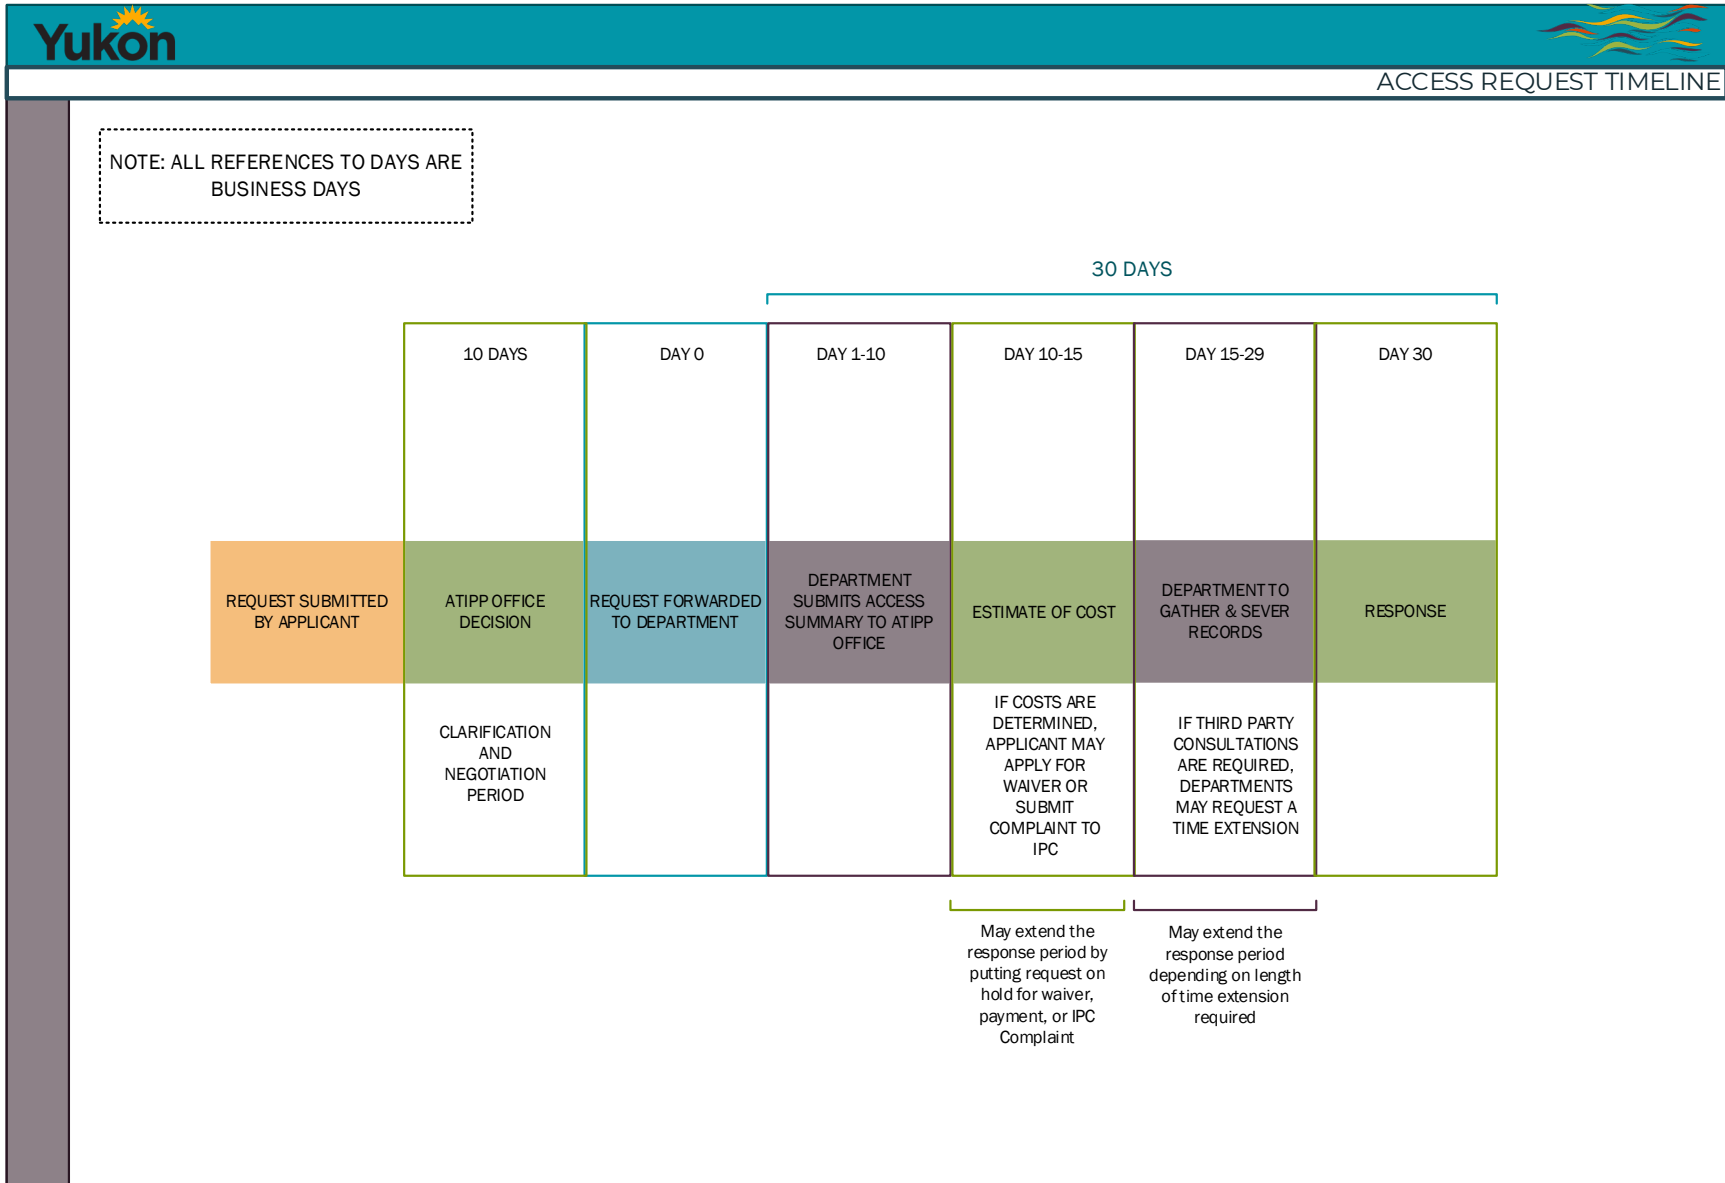 Yukon
ACCESS REQUEST TIMELINE
NOTE: ALL REFERENCES TO DAYS ARE
BUSINESS DAYS
30 DAYS
10 DAYS
DAY 0
DAY 1-10
DAY 10-15
DAY 15-29
DAY 30
REQUEST SUBMITTED
BY APPLICANT
ATIPP OFFICE
DECISION
REQUEST FORWARDED
TO DEPARTMENT
DEPARTMENT
SUBMITS ACCESS
SUMMARY TO ATIPP
OFFICE
ESTIMATE OF COST
DEPARTMENT TO
GATHER & SEVER
RECORDS
RESPONSE
CLARIFICATION
AND
NEGOTIATION
PERIOD
IF COSTS ARE
DETERMINED,
APPLICANT MAY
APPLY FOR
WAIVER OR
SUBMIT
COMPLAINT TO
IPC
IF THIRD PARTY
CONSULTATIONS
ARE REQUIRED,
DEPARTMENTS
MAY REQUEST A
TIME EXTENSION
May extend the
response period by
putting request on
hold for waiver,
payment, or IPC
Complaint
May extend the
response period
depending on length
of time extension
required